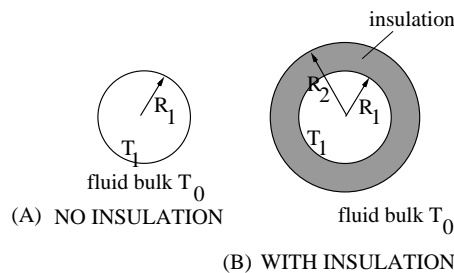 insulation
R1
R2
R1
T1
T1
fluid bulk T0
(A) NO INSULATION
fluid bulk T0
(B) WITH INSULATION